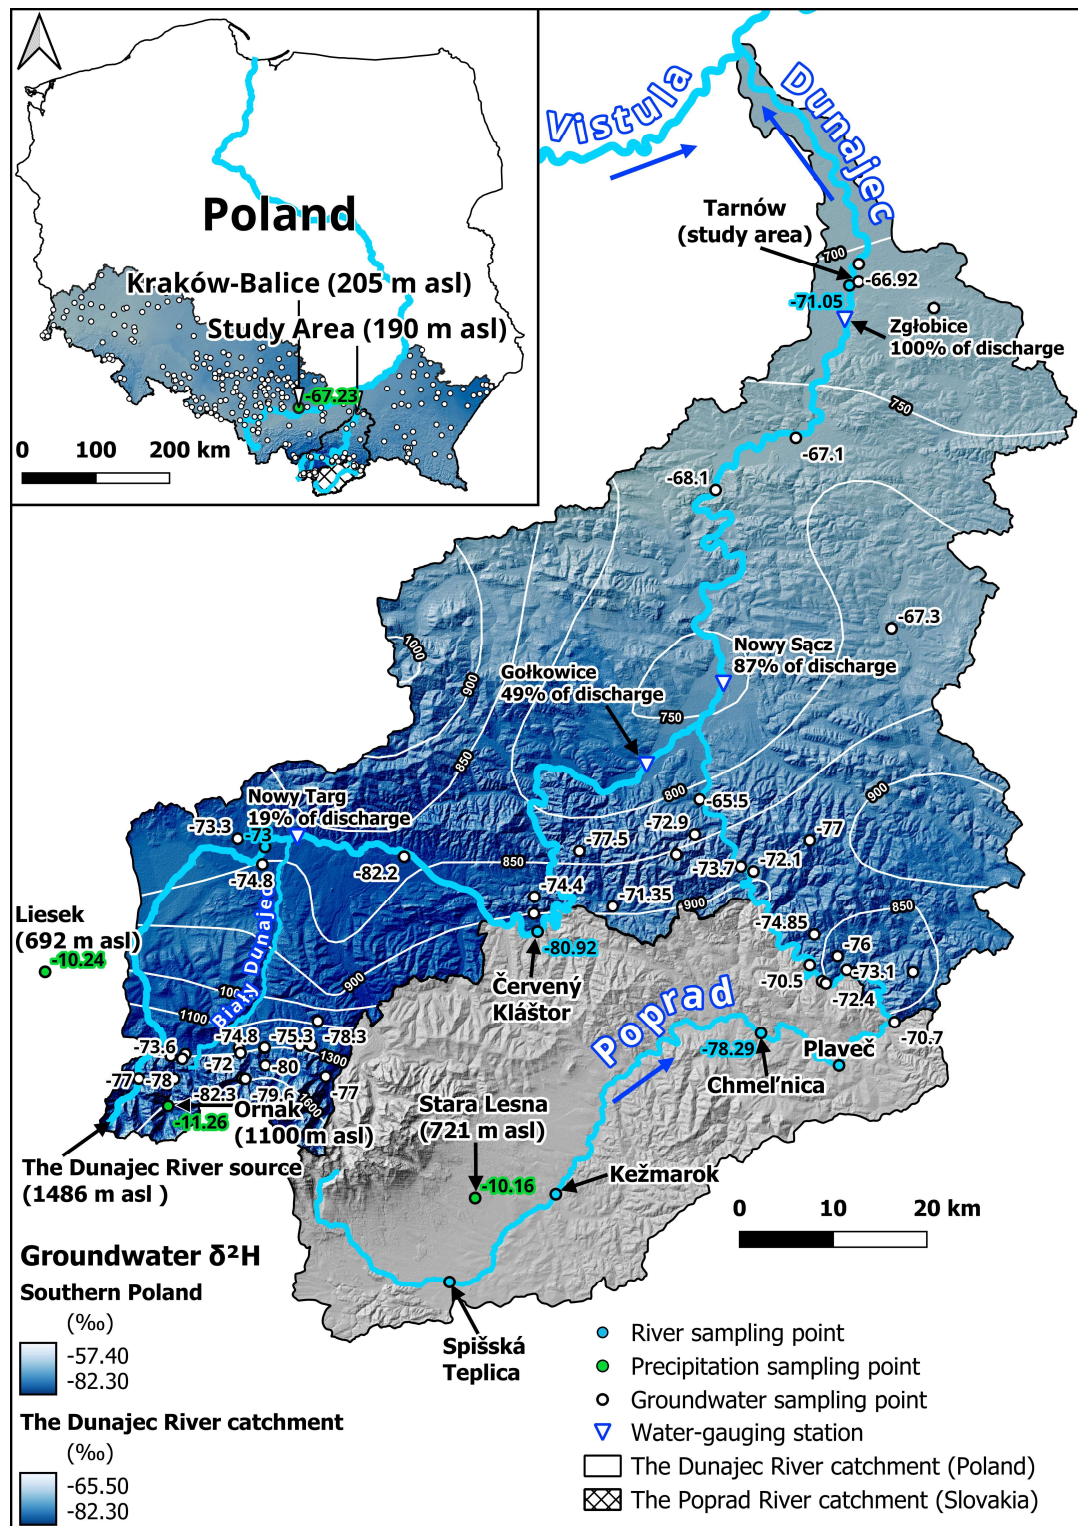 Poland
Kraków-Balice (205 m asl)
Study Area (190 m asl)
-67.23
0 100 200 km
Vistula
Dunajec
Tarnów
(study area)
700
-66.92
-71.05
Zgłobice
100% of discharge
750
-67.1
-68.1
-67.3
1000
900
850
Nowy Sącz
87% of discharge
Gołkowice
49% of discharge
750
800
900
-65.5
Nowy Targ
19% of discharge
-73.3
-73
-74.8
-82.2
850
-77.5
-72.9
-77
-73.7
-72.1
-74.4
-71.35
900
850
-74.85
-76
-73.1
-70.5
-72.4
-70.7
-80.92
Červený
Kláštor
Liesek
(692 m asl)
-10.24
Biały Dunajec
900
1100
-73.6
-74.8
-75.3
-78.3
1300
-72
-80
-77
-78
-82.3
-79.6
-77
1600
Ornak
(1100 m asl)
-11.26
The Dunajec River source
(1486 m asl )
Poprad
-78.29
Chmeľnica
Plaveč
Stara Lesna
(721 m asl)
-10.16
Kežmarok
0 10 20 km
Spišská
Teplica
Groundwater δ²H
Southern Poland
(‰)
-57.40
-82.30
The Dunajec River catchment
(‰)
-65.50
-82.30
River sampling point
Precipitation sampling point
Groundwater sampling point
Water-gauging station
The Dunajec River catchment (Poland)
The Poprad River catchment (Slovakia)